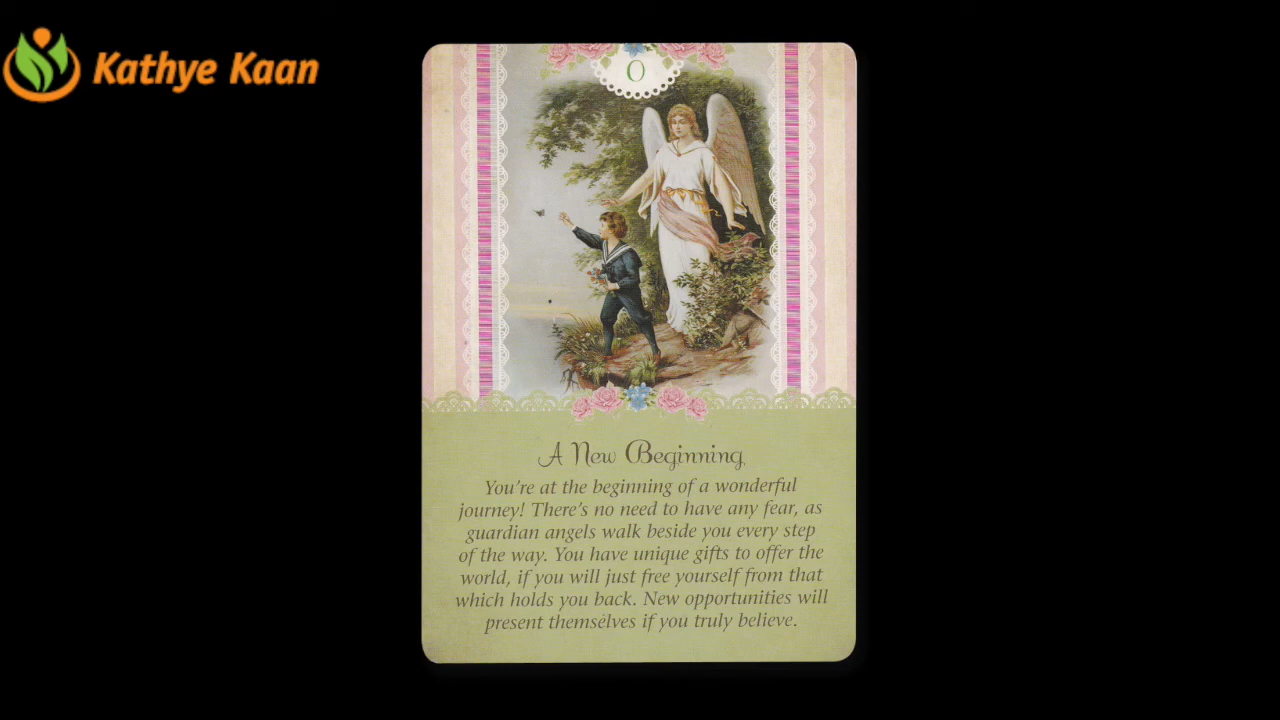 Kathye Kaan
0
A New Beginning
You're at the beginning of a wonderful
journey! There's no need to have any fear, as
guardian angels walk beside you every step
of the way. You have unique gifts to offer the
world, if you will just free yourself from that
which holds you back. New opportunities will
present themselves if you truly believe.